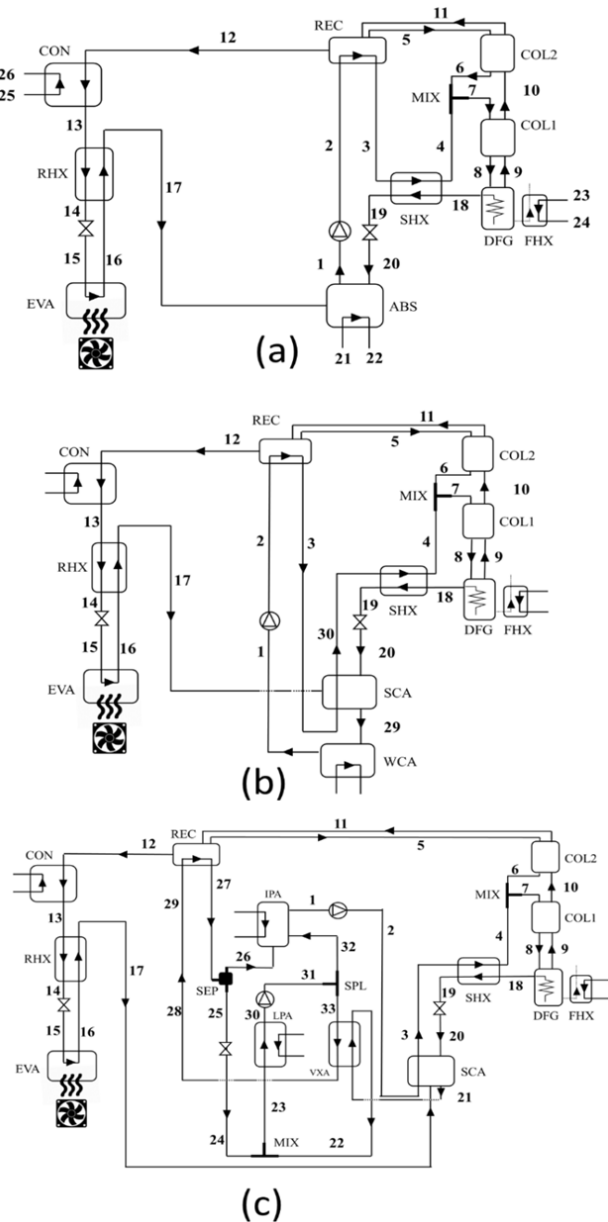 11
REC
CON
12
5
COL2
26
6
25
MIX
7
10
13
COL1
2
3
4
RHX
17
8
9
14
19
18
23
SHX
24
DFG
FHX
15
16
1
20
EVA
ABS
(a)
21
22
11
REC
12
5
CON
COL2
6
MIX
7
10
13
COL1
2
3
4
RHX
17
8
9
14
19
18
SHX
30
DFG
FHX
15
16
1
20
EVA
SCA
29
WCA
(b)
11
REC
12
5
CON
COL2
27
6
10
29
IPA
1
MIX
7
13
COL1
2
4
32
17
RHX
26
8
9
31
SEP
SPL
14
25
19
18
30
33
SHX
DFG
FHX
28
LPA
15
16
3
20
VXA
EVA
SCA
23
21
24
MIX
22
(c)